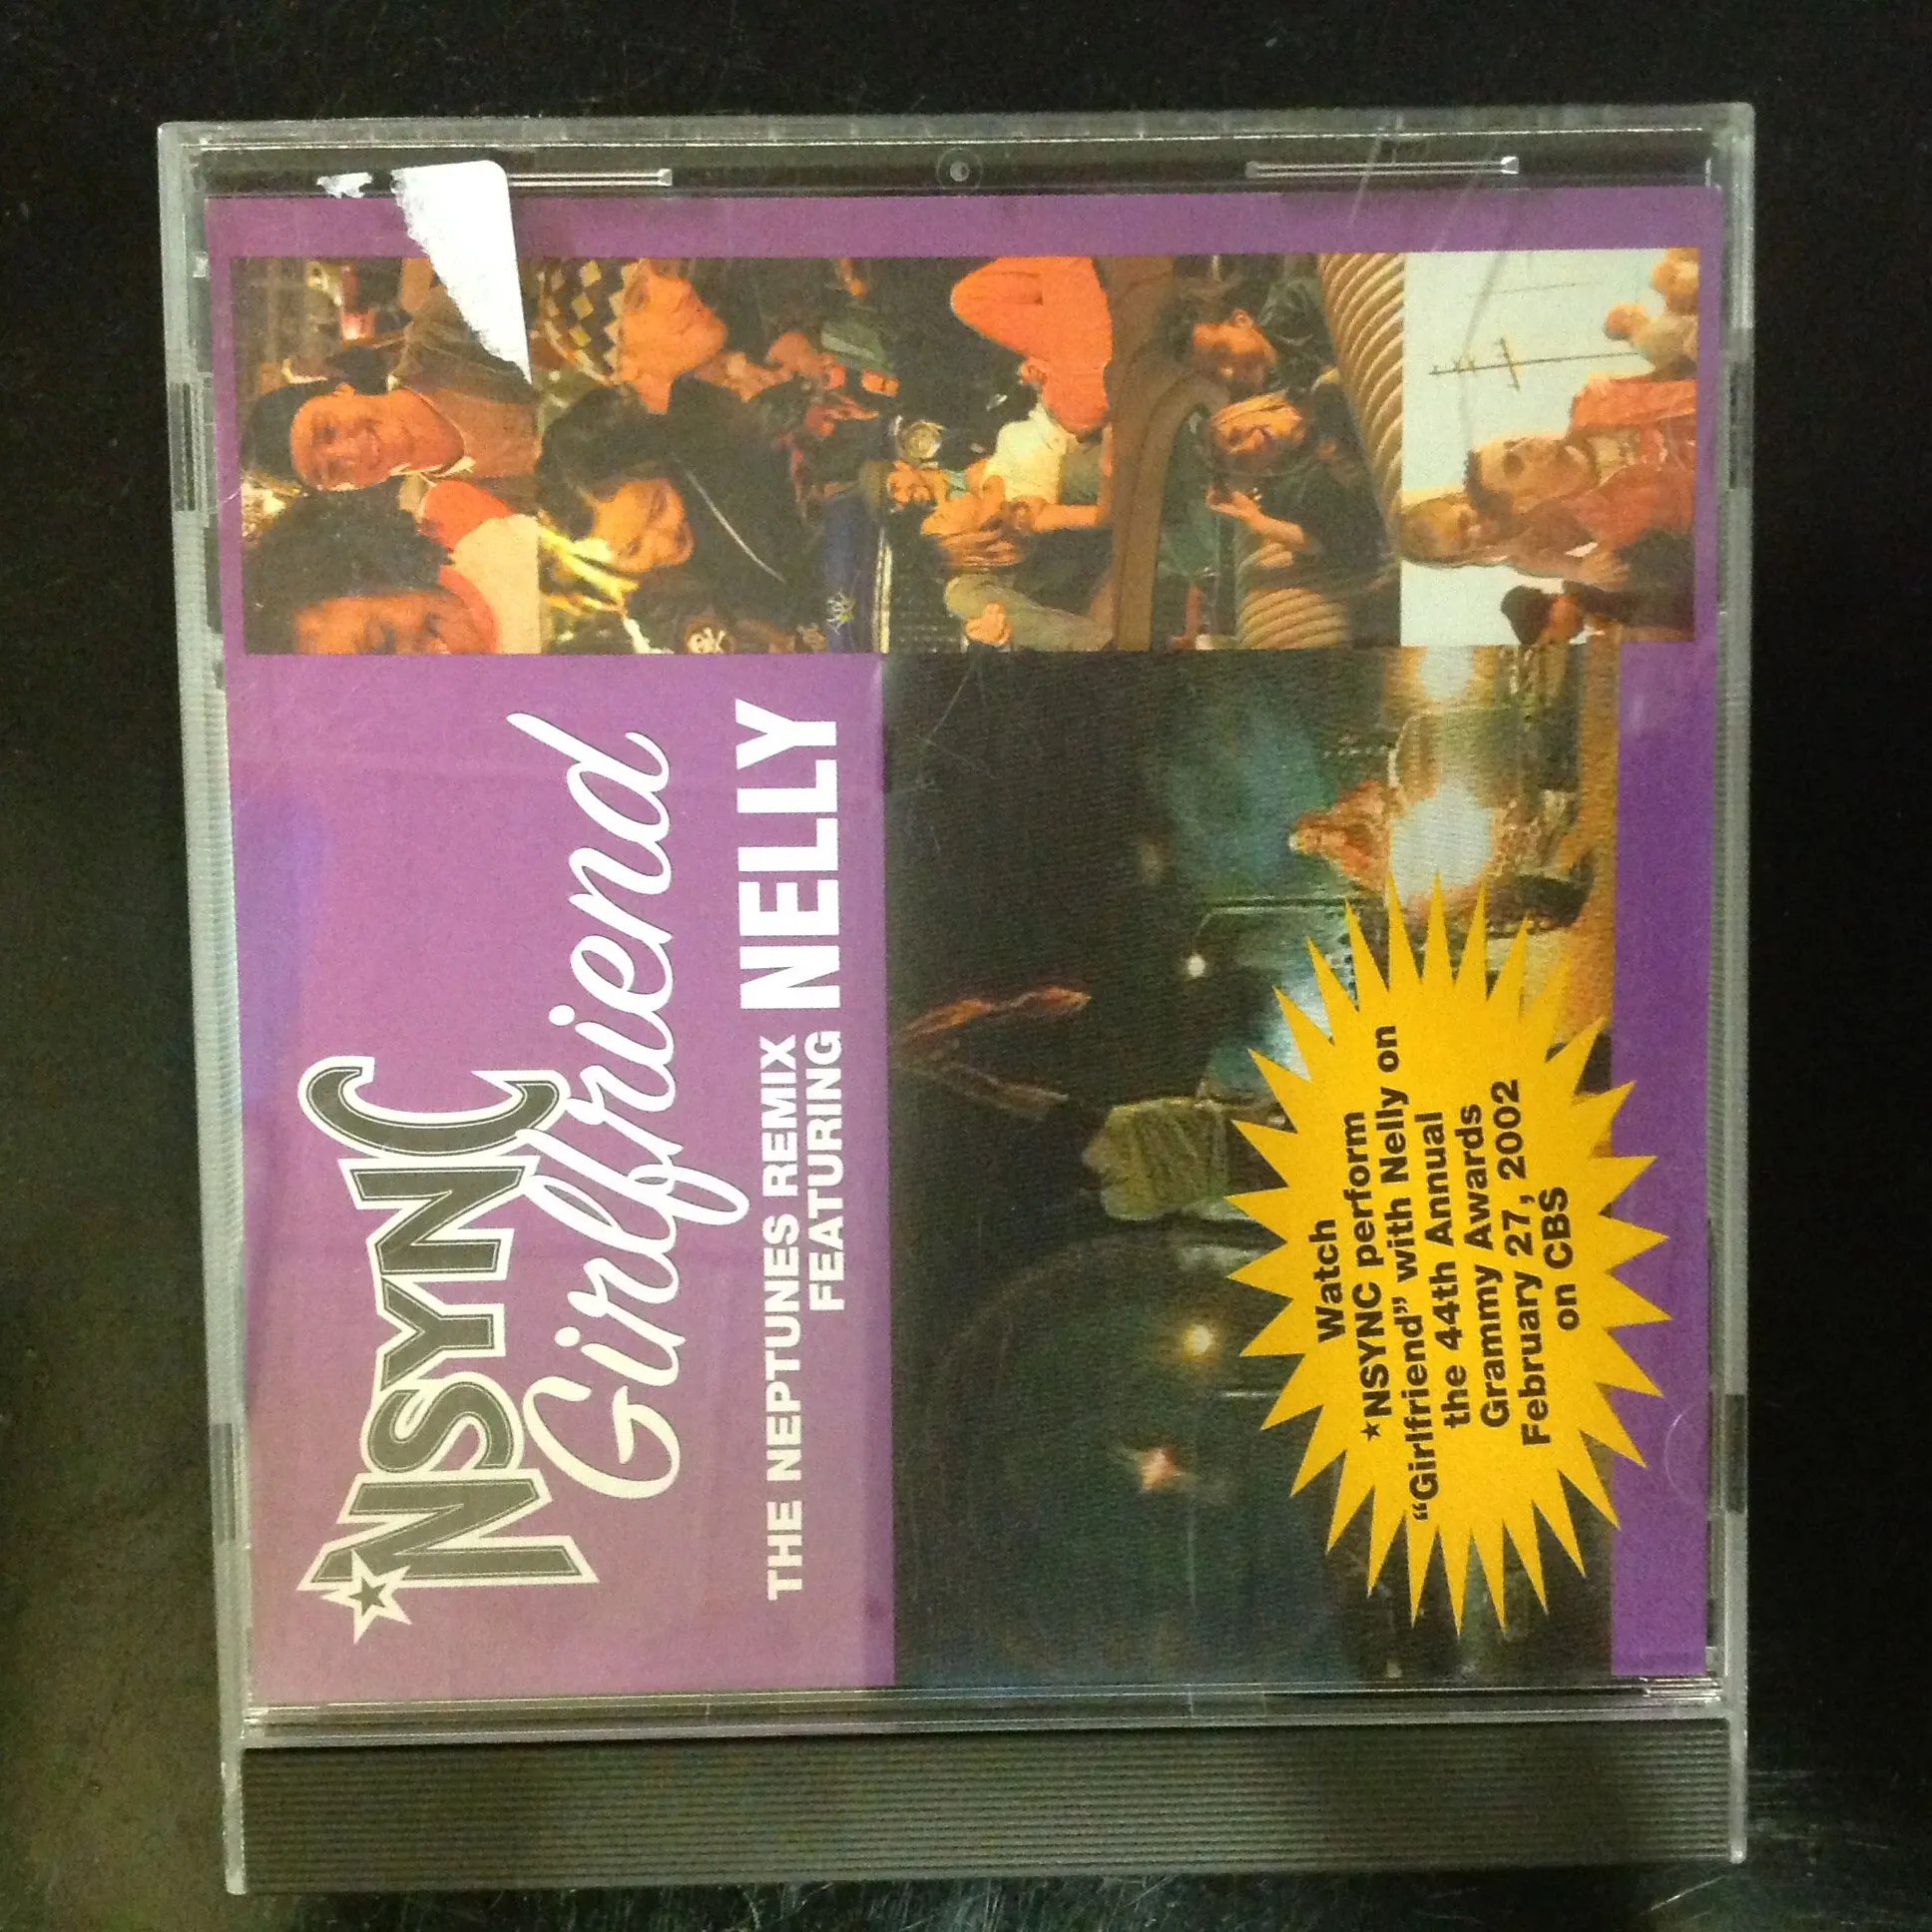 ★NSYNC
Girlfriend
THE NEPTUNES REMIX
FEATURING NELLY
Watch
★NSYNC perform
“Girlfriend” with Nelly on
the 44th Annual
Grammy Awards
February 27, 2002
on CBS